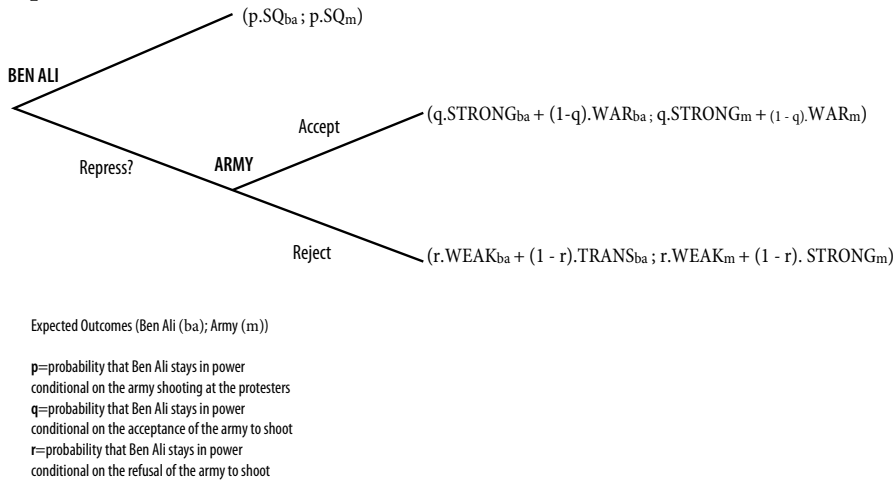 (p.SQba ; p.SQm)
BEN ALI
(q.STRONGba + (1-q).WARba ; q.STRONGm + (1 - q).WARm)
Accept
ARMY
Repress?
Reject
(r.WEAKba + (1 - r).TRANSba ; r.WEAKm + (1 - r). STRONGm)
Expected Outcomes (Ben Ali (ba); Army (m))
p=probability that Ben Ali stays in power
conditional on the army shooting at the protesters
q=probability that Ben Ali stays in power
conditional on the acceptance of the army to shoot
r=probability that Ben Ali stays in power
conditional on the refusal of the army to shoot